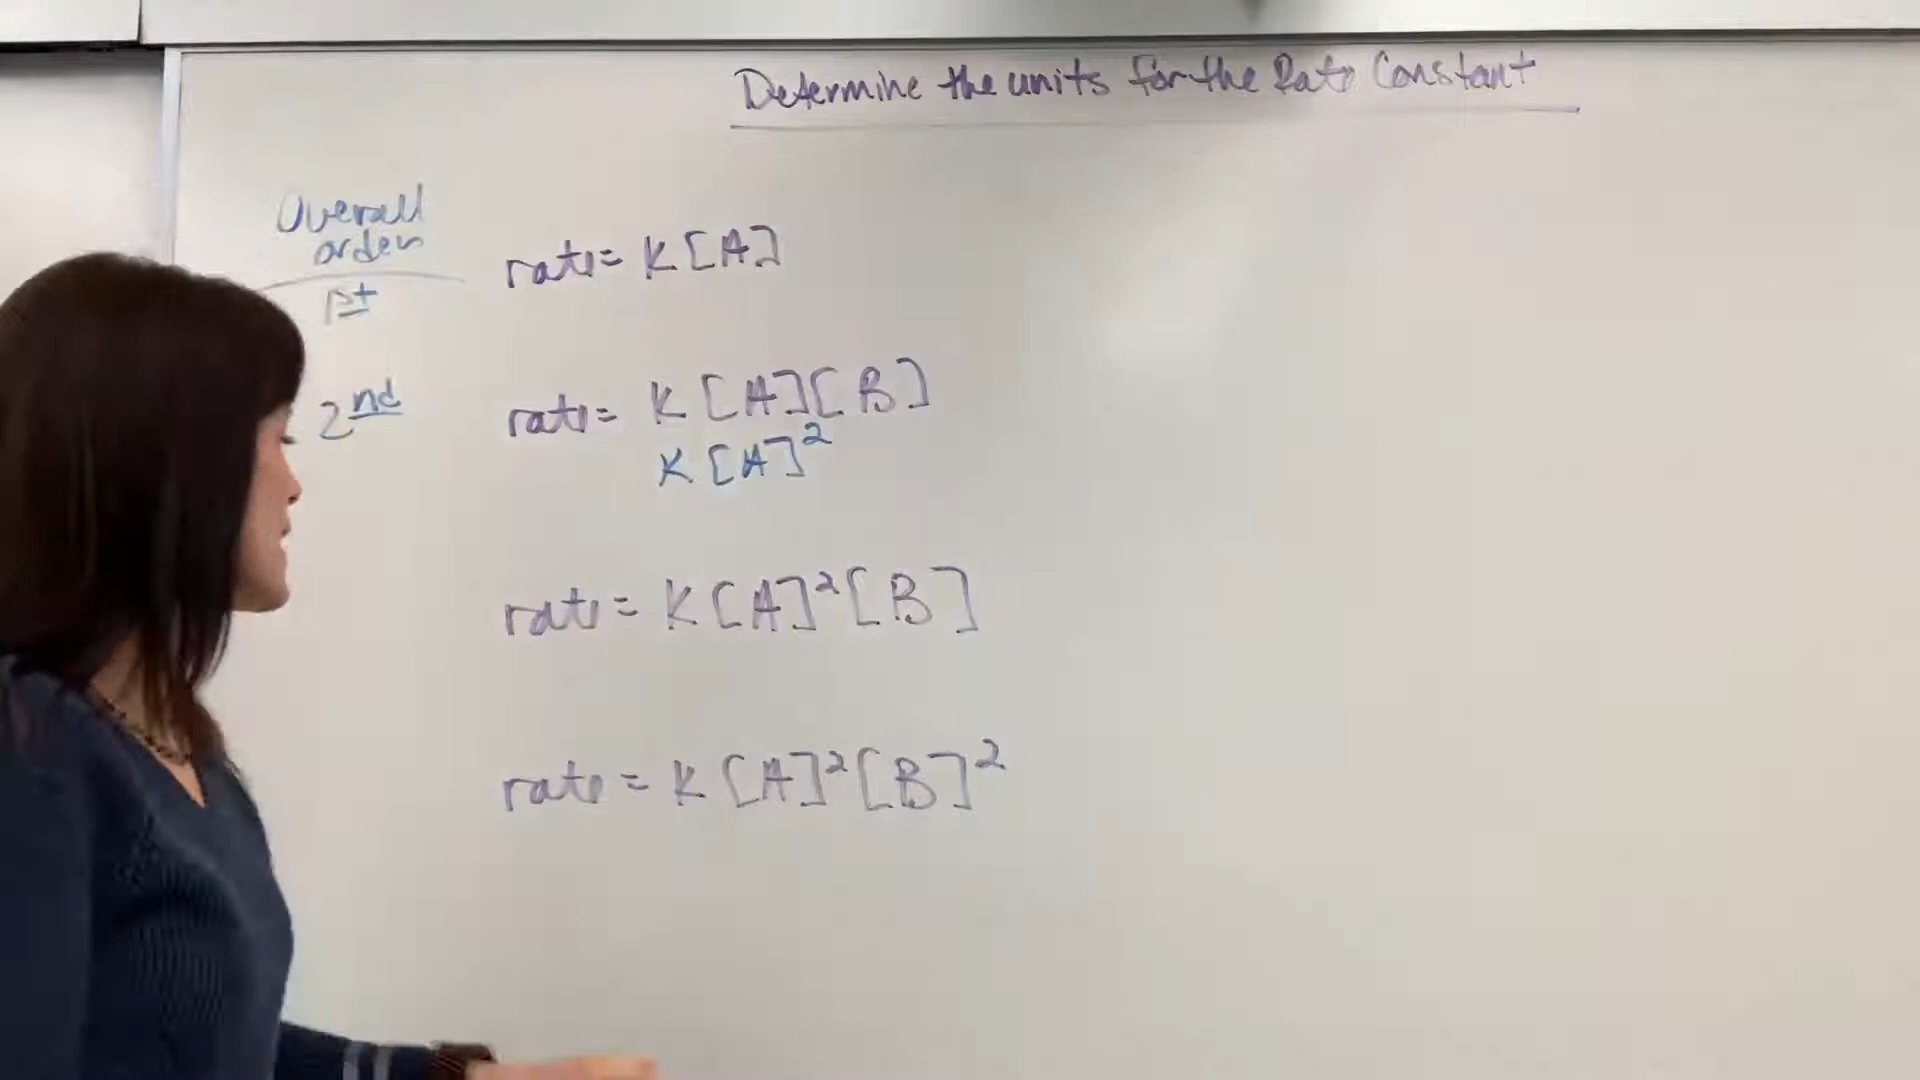 Determine the units for the Rate Constant
Overall
order
1st
rate = K[A]
2nd
rate = K[A][B]
K[A]²
rate = K[A]²[B]
rate = K[A]²[B]²